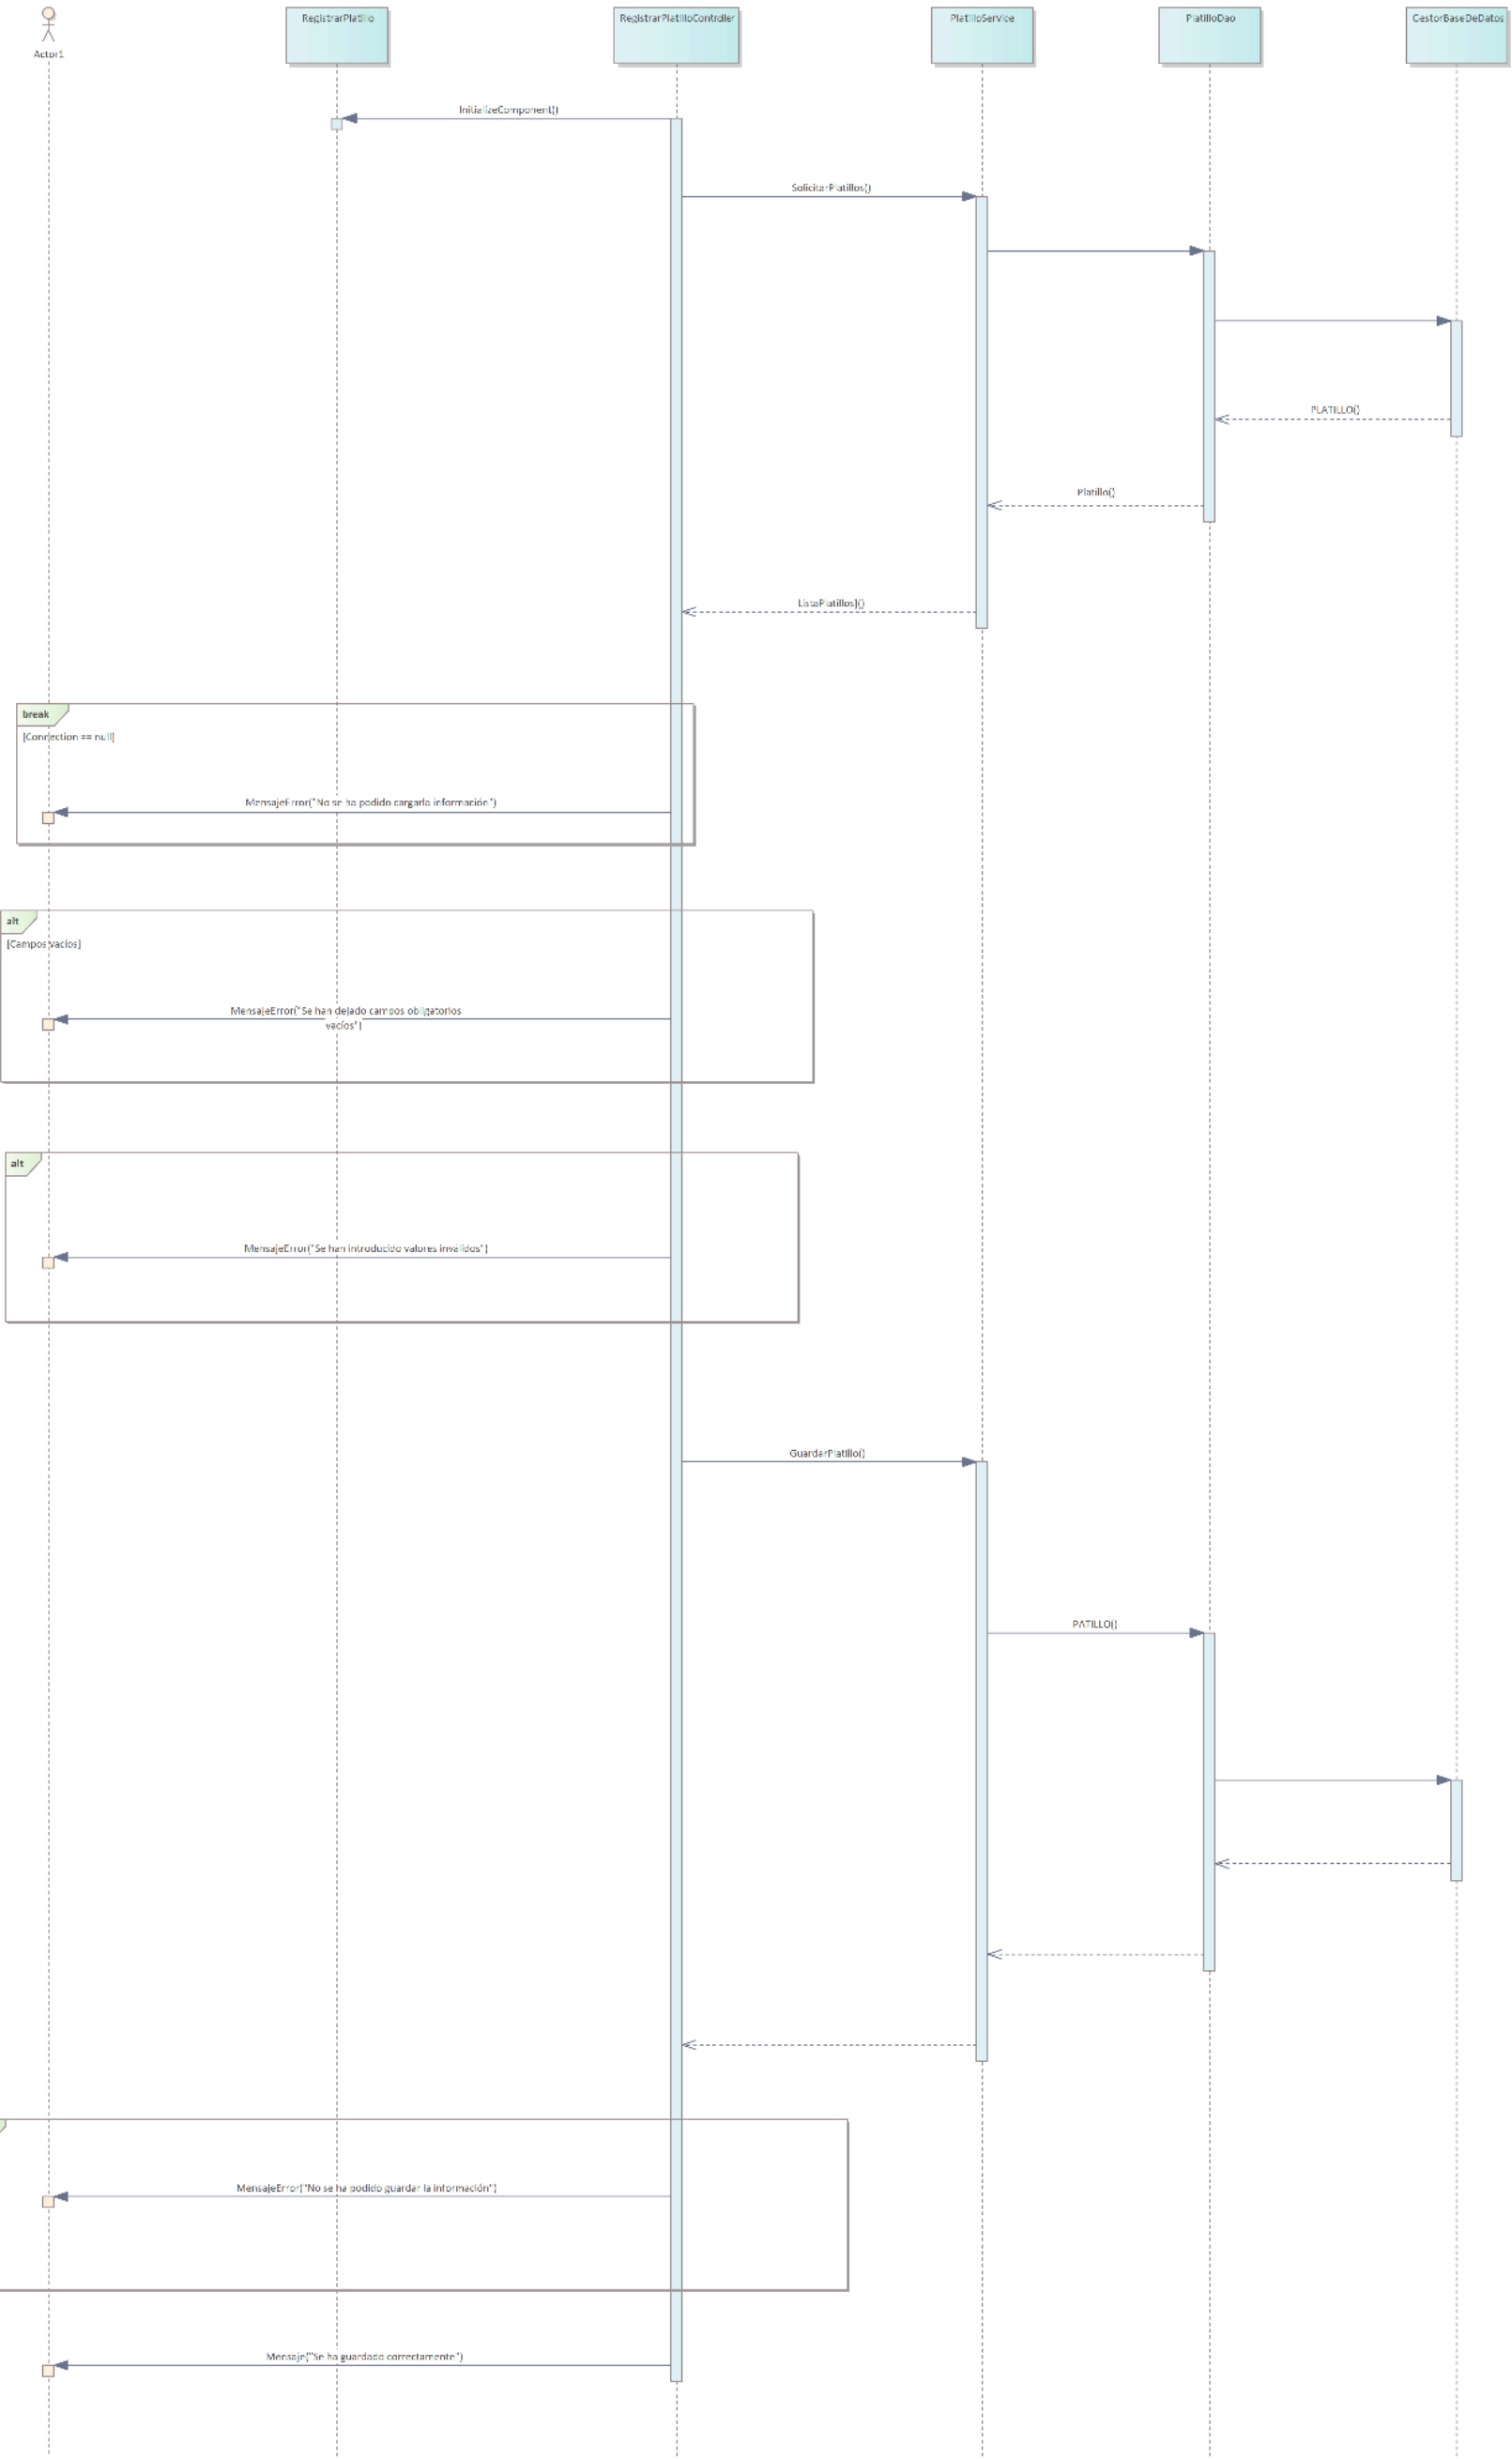 RegistrarPlatillo
RegistrarPlatilloController
PlatilloService
PlatilloDao
GestorBaseDeDatos
Actor1
InitializeComponent()
SolicitarPlatillos()
PLATILLO()
Platillo()
ListaPlatillos]()
break
[Connection == null]
MensajeError("No se ha podido cargarla información")
alt
[Campos vacíos]
MensajeError("Se han dejado campos obligatorios
vacíos")
alt
MensajeError("Se han introducido valores inválidos")
GuardarPlatillo()
PATILLO()
MensajeError("No se ha podido guardar la información")
Mensaje("Se ha guardado correctamente")